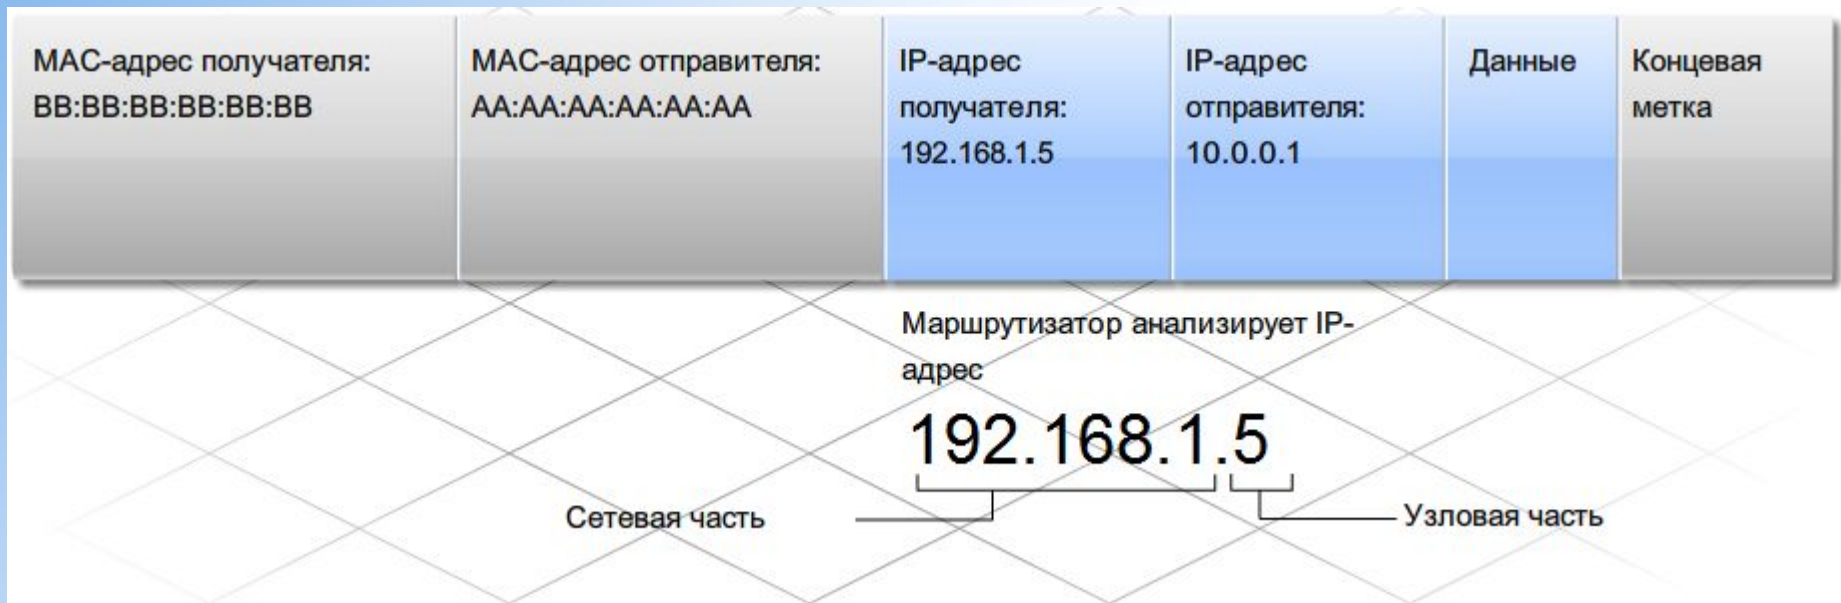 MAC-адрес получателя:
BB:BB:BB:BB:BB:BB
MAC-адрес отправителя:
AA:AA:AA:AA:AA:AA
IP-адрес
получателя:
192.168.1.5
IP-адрес
отправителя:
10.0.0.1
Данные
Концевая
метка
Маршрутизатор анализирует IP-
адрес
192.168.1.5
Сетевая часть
Узловая часть